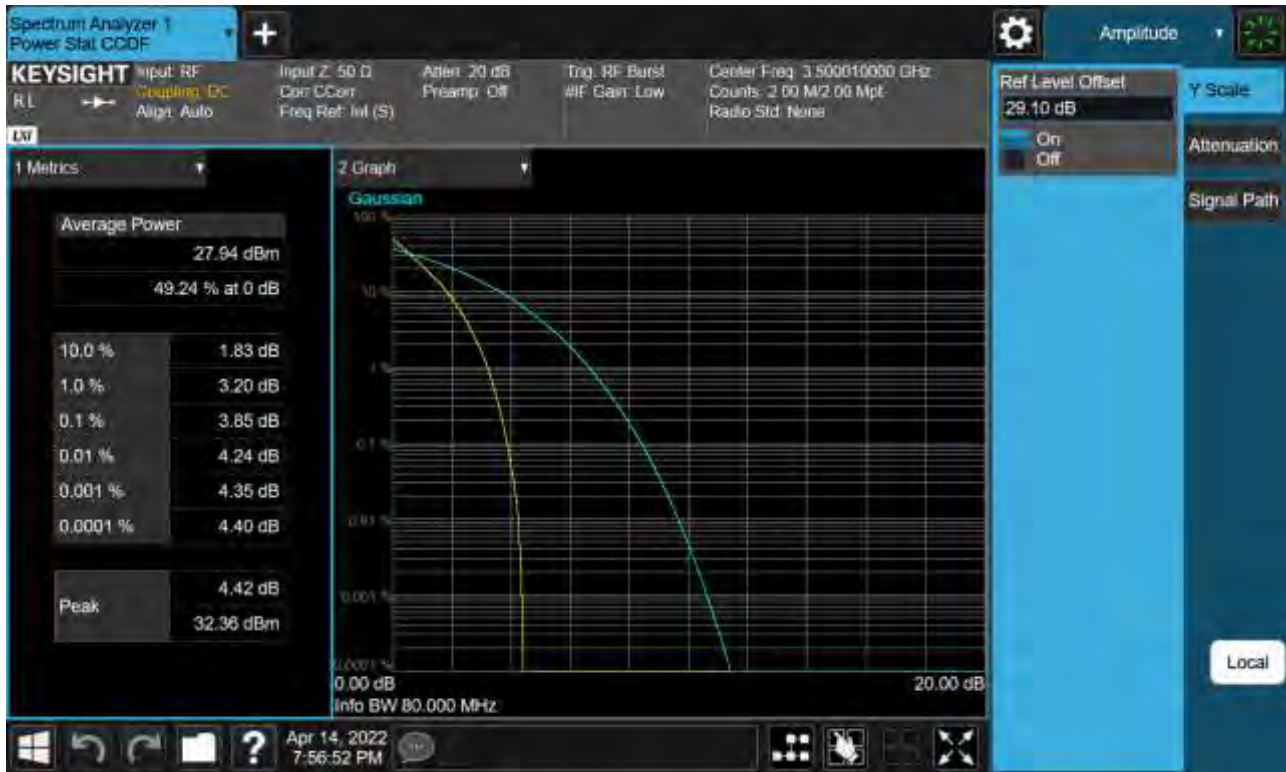 Spectrum Analyzer 1
Power Stat CCDF
+
Amplitude
KEYSIGHT
RL
Input: RF
Coupling: DC
Align: Auto
Input Z: 50 Ω
Corr CCorr
Freq Ref: Int (S)
Atten: 20 dB
Preamp: Off
Trig: RF Burst
#IF Gain: Low
Center Freq: 3.500010000 GHz
Counts: 2.00 M/2.00 Mpt
Radio Std: None
Ref Level Offset
29.10 dB
On
Off
Y Scale
Attenuation
Signal Path
1 Metrics
Average Power
27.94 dBm
49.24 % at 0 dB
10.0 % 1.83 dB
1.0 % 3.20 dB
0.1 % 3.85 dB
0.01 % 4.24 dB
0.001 % 4.35 dB
0.0001 % 4.40 dB
Peak
4.42 dB
32.36 dBm
2 Graph
Gaussian
100 %
10 %
1 %
0.1 %
0.01 %
0.001 %
0.0001 %
0.00 dB
20.00 dB
Info BW 80.000 MHz
Local
?
Apr 14, 2022
7:56:52 PM